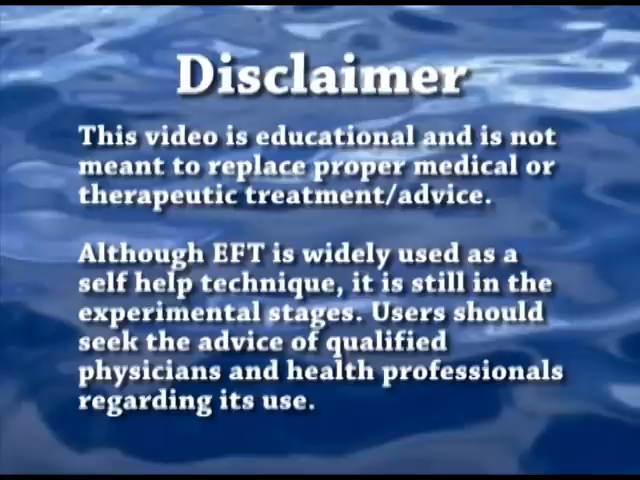 Disclaimer
This video is educational and is not
meant to replace proper medical or
therapeutic treatment/advice.
Although EFT is widely used as a
self help technique, it is still in the
experimental stages. Users should
seek the advice of qualified
physicians and health professionals
regarding its use.